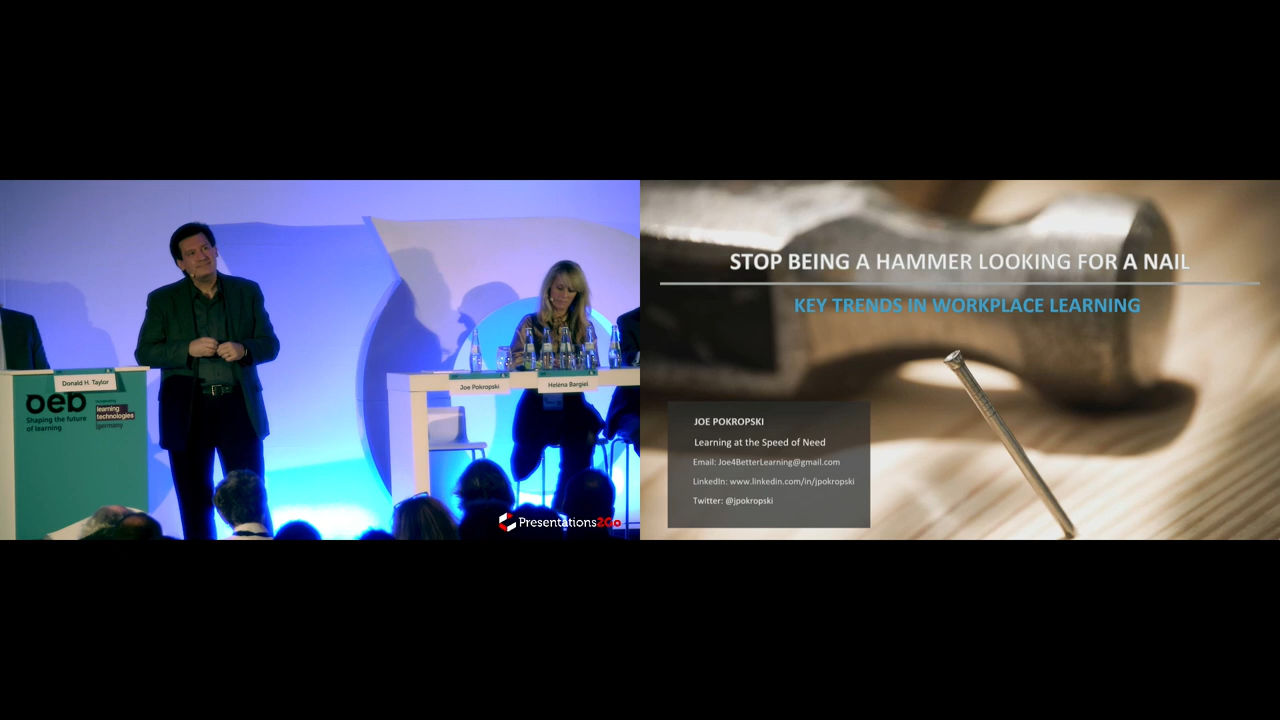 Donald H. Taylor
oeb
Shaping the future
of learning
learning
technologies
germany
Joe Pokropski
Heléna Bargiel
Presentations2Go
STOP BEING A HAMMER LOOKING FOR A NAIL
KEY TRENDS IN WORKPLACE LEARNING
JOE POKROPSKI
Learning at the Speed of Need
Email: Joe4BetterLearning@gmail.com
LinkedIn: www.linkedin.com/in/jpokropski
Twitter: @jpokropski